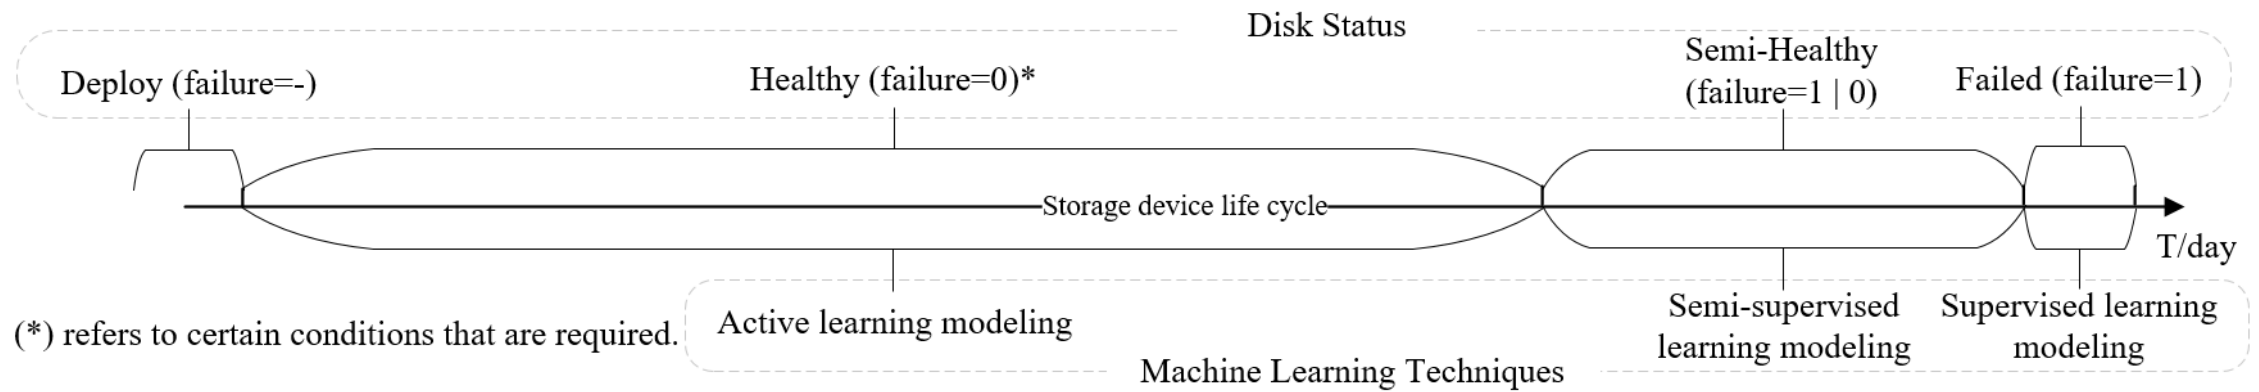 Disk Status
Deploy (failure=-)
Healthy (failure=0)*
Semi-Healthy
(failure=1 | 0)
Failed (failure=1)
Storage device life cycle
T/day
(*) refers to certain conditions that are required.
Active learning modeling
Semi-supervised
learning modeling
Supervised learning
modeling
Machine Learning Techniques